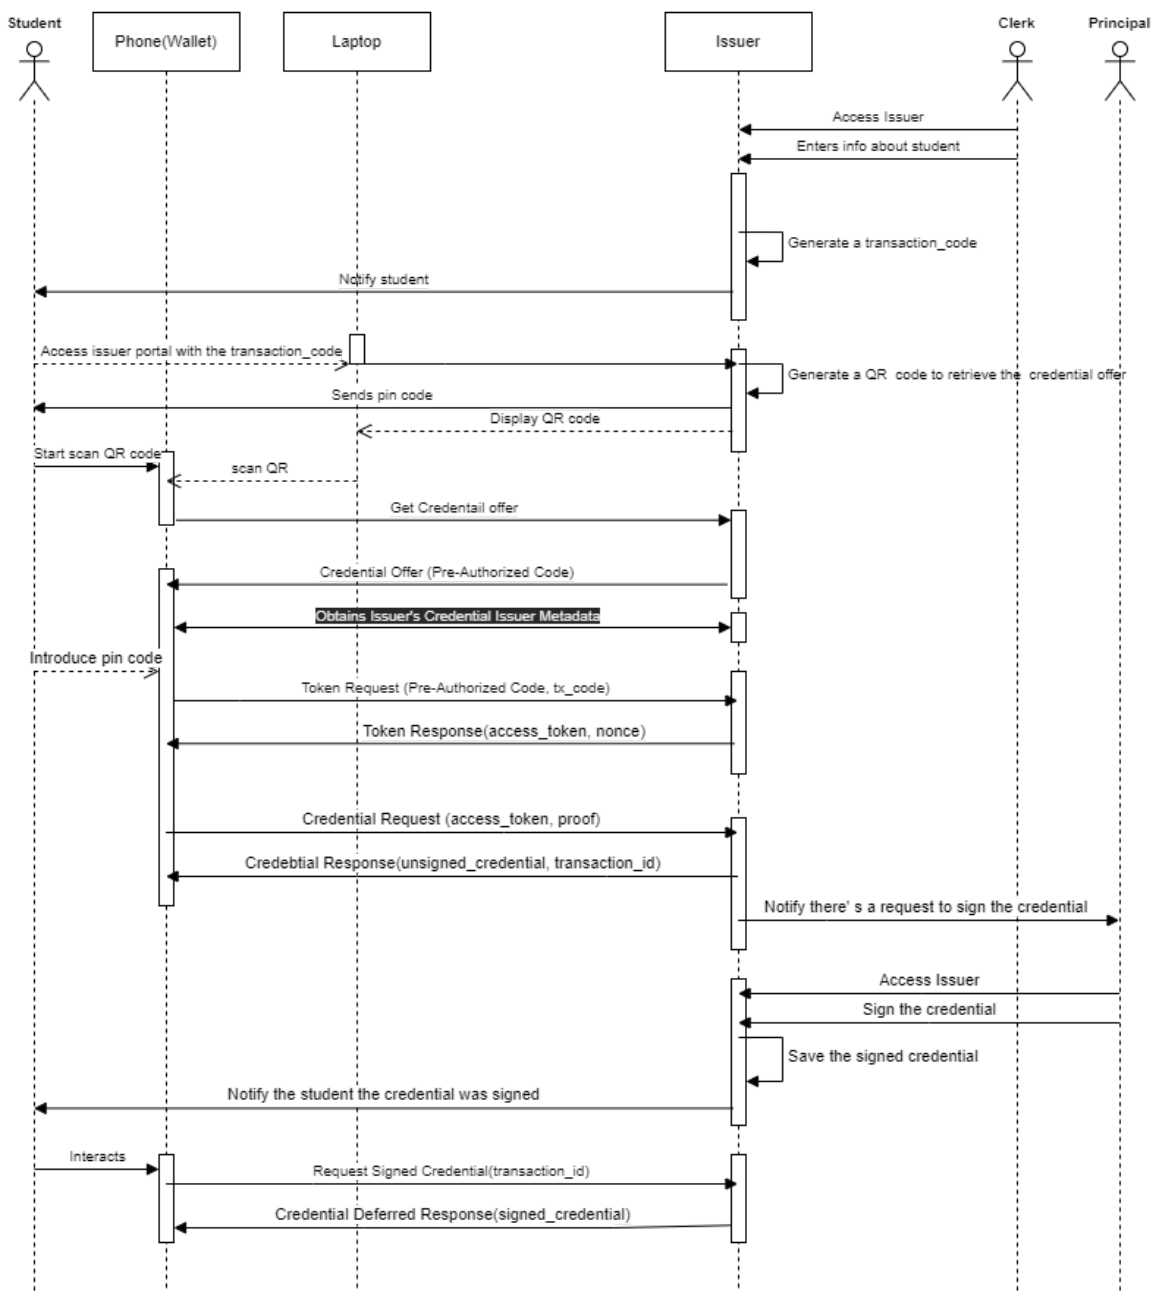 Student
Phone(Wallet)
Laptop
Issuer
Clerk
Principal
Access Issuer
Enters info about student
Generate a transaction_code
Notify student
Access issuer portal with the transaction_code
Generate a QR code to retrieve the credential offer
Sends pin code
Display QR code
Start scan QR code
scan QR
Get Credentail offer
Credential Offer (Pre-Authorized Code)
Obtains Issuer's Credential Issuer Metadata
Introduce pin code
Token Request (Pre-Authorized Code, tx_code)
Token Response(access_token, nonce)
Credential Request (access_token, proof)
Credebtial Response(unsigned_credential, transaction_id)
Notify there' s a request to sign the credential
Access Issuer
Sign the credential
Save the signed credential
Notify the student the credential was signed
Interacts
Request Signed Credential(transaction_id)
Credential Deferred Response(signed_credential)